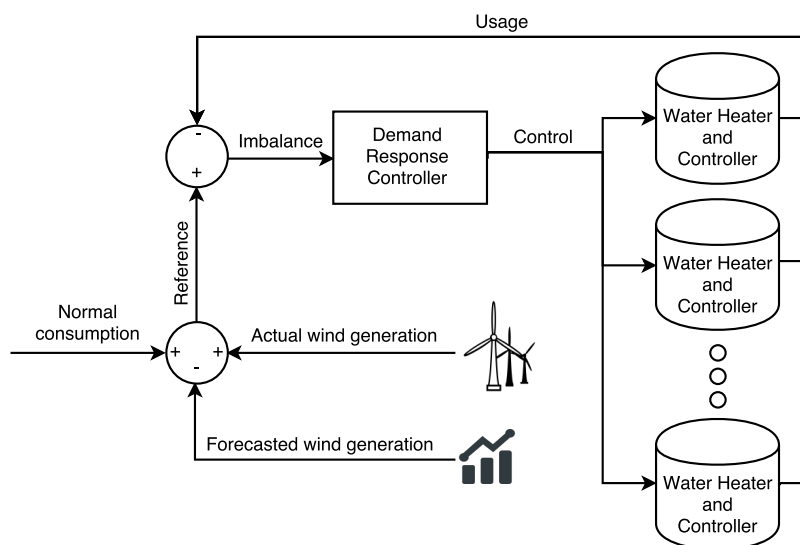 Usage
-
+
Imbalance
Demand
Response
Controller
Control
Water Heater
and
Controller
Water Heater
and
Controller
Reference
Normal
consumption
+
+
-
Actual wind generation
Forecasted wind generation
Water Heater
and
Controller